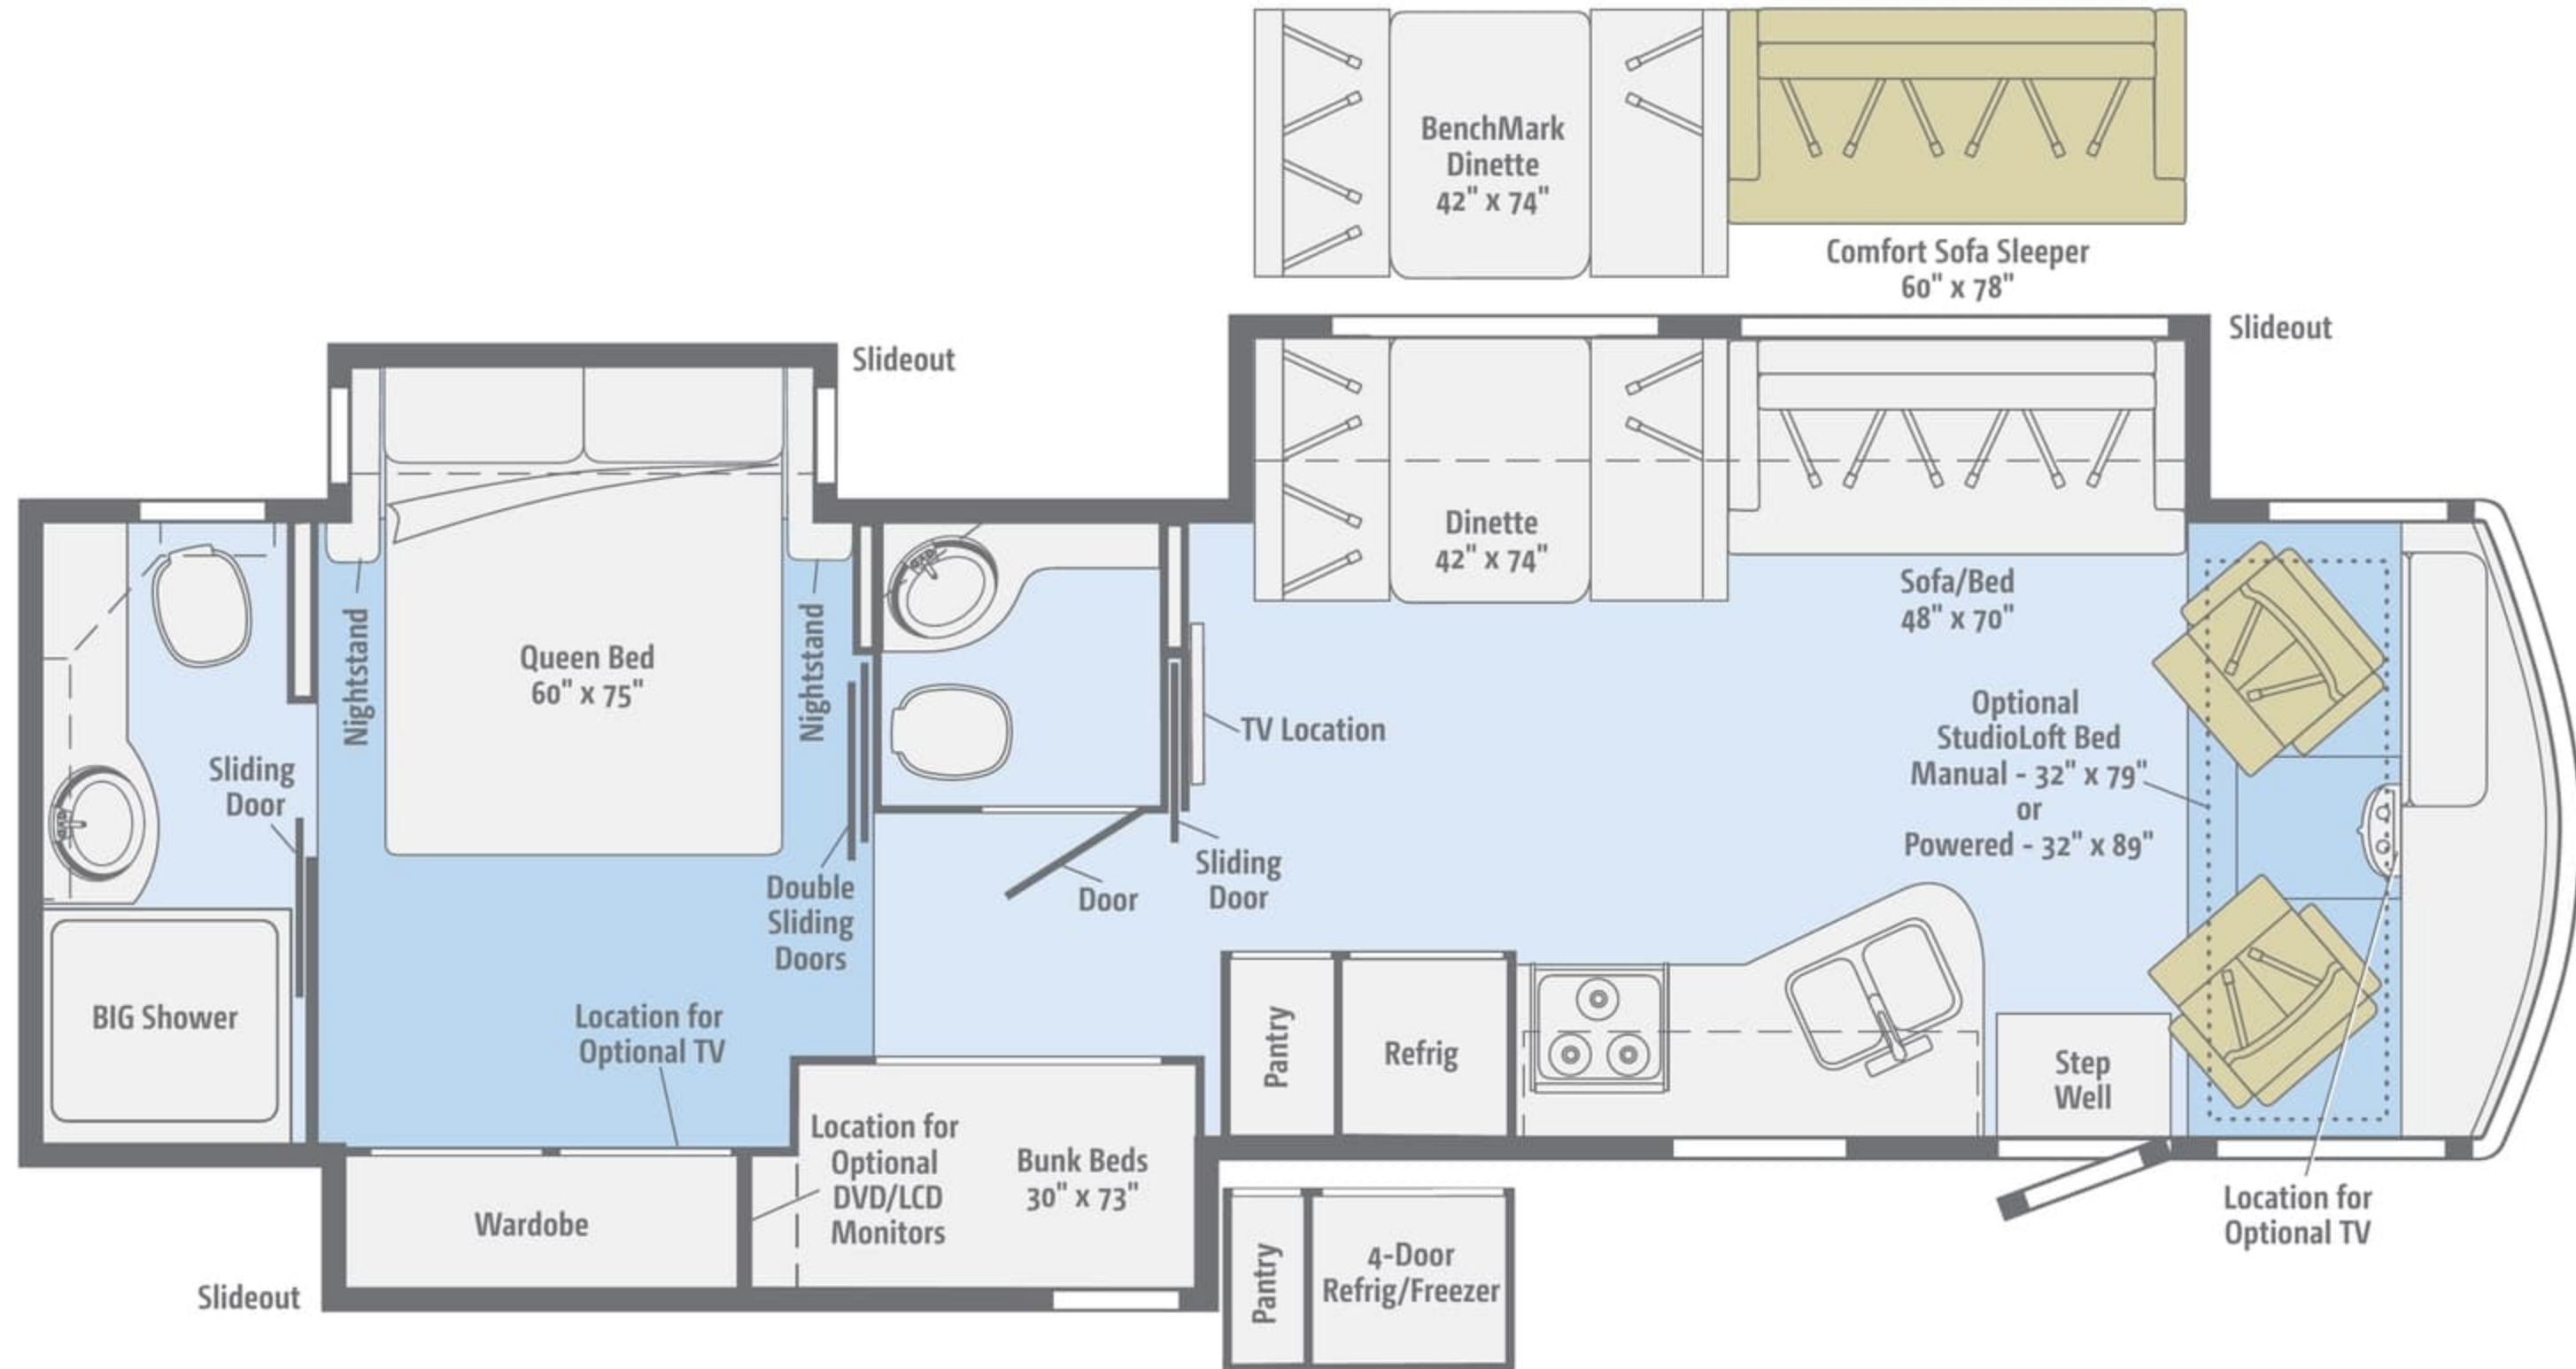 BenchMark
Dinette
42" x 74"
Comfort Sofa Sleeper
60" x 78"
Slideout
Slideout
Dinette
42" x 74"
Sofa/Bed
48" x 70"
Nightstand
Queen Bed
60" x 75"
Nightstand
TV Location
Optional
StudioLoft Bed
Manual - 32" x 79"
or
Powered - 32" x 89"
Sliding
Door
Double
Sliding
Doors
Door
Sliding
Door
BIG Shower
Location for
Optional TV
Pantry
Refrig
Step
Well
Location for
Optional
DVD/LCD
Monitors
Bunk Beds
30" x 73"
Wardobe
Slideout
Pantry
4-Door
Refrig/Freezer
Location for
Optional TV